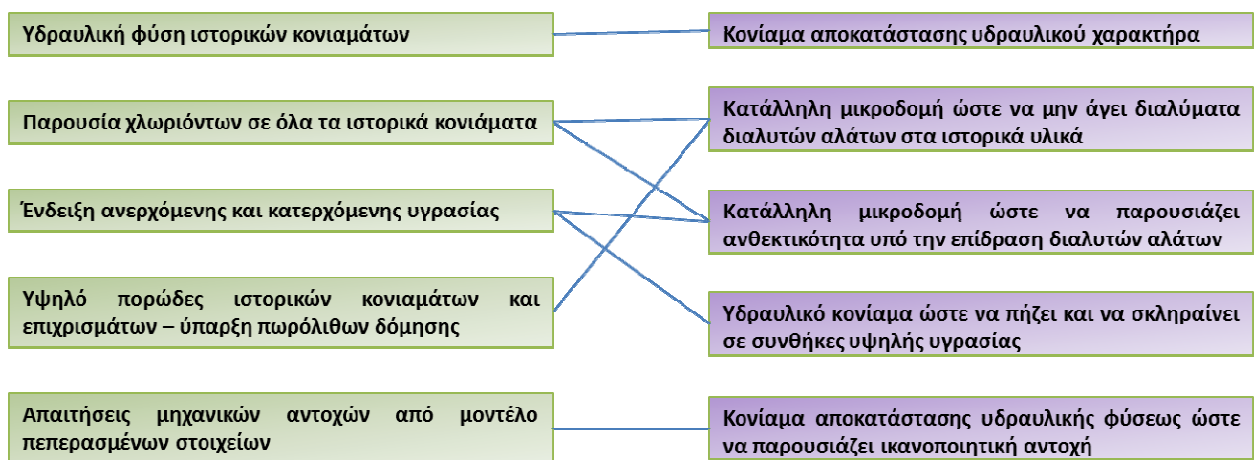 Υδραυλική φύση ιστορικών κονιαμάτων
Κονίαμα αποκατάστασης υδραυλικού χαρακτήρα
Παρουσία χλωριόντων σε όλα τα ιστορικά κονιάματα
Κατάλληλη μικροδομή ώστε να μην άγει διαλύματα
διαλυτών αλάτων στα ιστορικά υλικά
Ένδειξη ανερχόμενης και κατερχόμενης υγρασίας
Κατάλληλη μικροδομή ώστε να παρουσιάζει
ανθεκτικότητα υπό την επίδραση διαλυτών αλάτων
Υψηλό πορώδες ιστορικών κονιαμάτων και
επιχρισμάτων – ύπαρξη πωρόλιθων δόμησης
Υδραυλικό κονίαμα ώστε να πήζει και να σκληραίνει
σε συνθήκες υψηλής υγρασίας
Απαιτήσεις μηχανικών αντοχών από μοντέλο
πεπερασμένων στοιχείων
Κονίαμα αποκατάστασης υδραυλικής φύσεως ώστε
να παρουσιάζει ικανοποιητική αντοχή